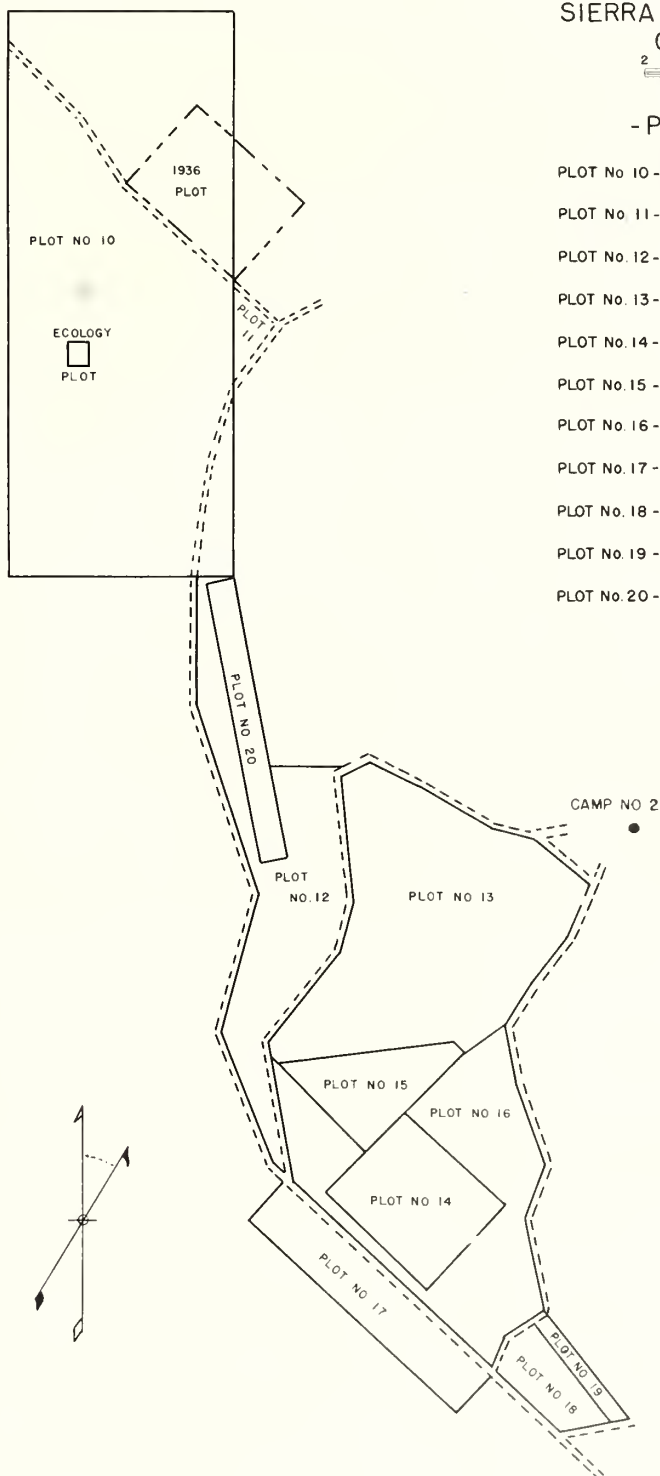 SIERRA
2
-P
PLOT No 10-
PLOT No. 11-
PLOT No. 12-
PLOT No. 13-
PLOT No. 14-
PLOT No. 15-
PLOT No. 16-
PLOT No. 17-
PLOT No. 18-
PLOT No. 19-
PLOT No. 20-
1936
PLOT
PLOT NO 10
PLOT
11
ECOLOGY
PLOT
PLOT NO 20
CAMP NO 2
PLOT
NO. 12
PLOT NO 13
PLOT NO 15
PLOT NO 16
PLOT NO 14
PLOT NO 17
PLOT NO 19
PLOT NO 18